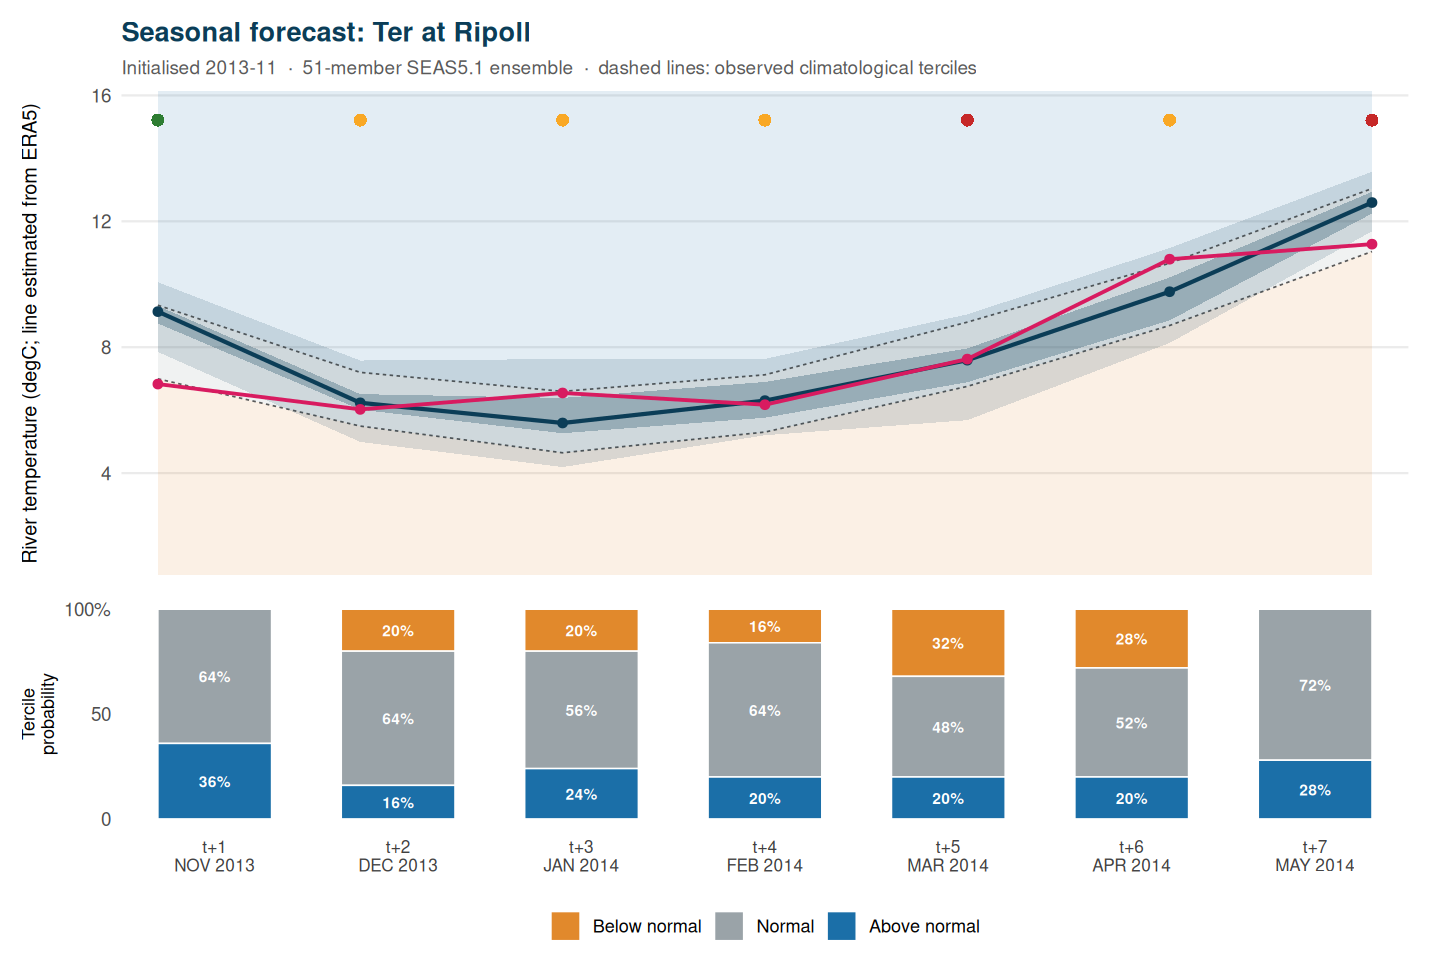 Seasonal forecast: Ter at Ripoll
Initialised 2013-11 · 51-member SEAS5.1 ensemble · dashed lines: observed climatological terciles
River temperature (degC; line estimated from ERA5)
16
12
8
4
Tercile
probability
100%
50
0
64%
36%
20%
64%
16%
20%
56%
24%
16%
64%
20%
32%
48%
20%
28%
52%
20%
72%
28%
t+1
NOV 2013
t+2
DEC 2013
t+3
JAN 2014
t+4
FEB 2014
t+5
MAR 2014
t+6
APR 2014
t+7
MAY 2014
Below normal
Normal
Above normal